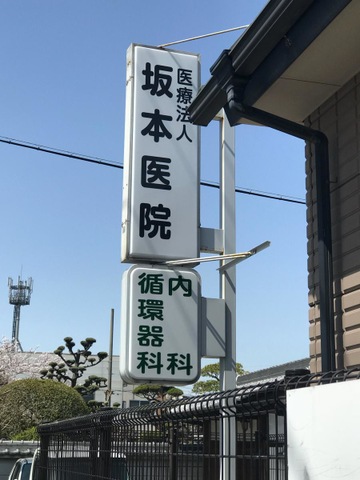 医療法人
坂本医院
内科
循環器科